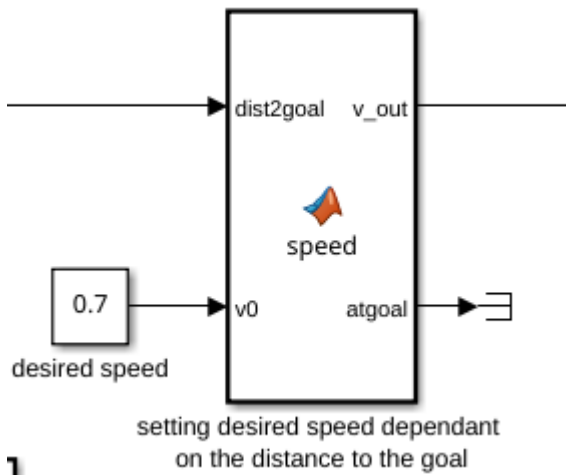 dist2goal v_out
speed
0.7
v0 atgoal
desired speed
setting desired speed dependant
on the distance to the goal